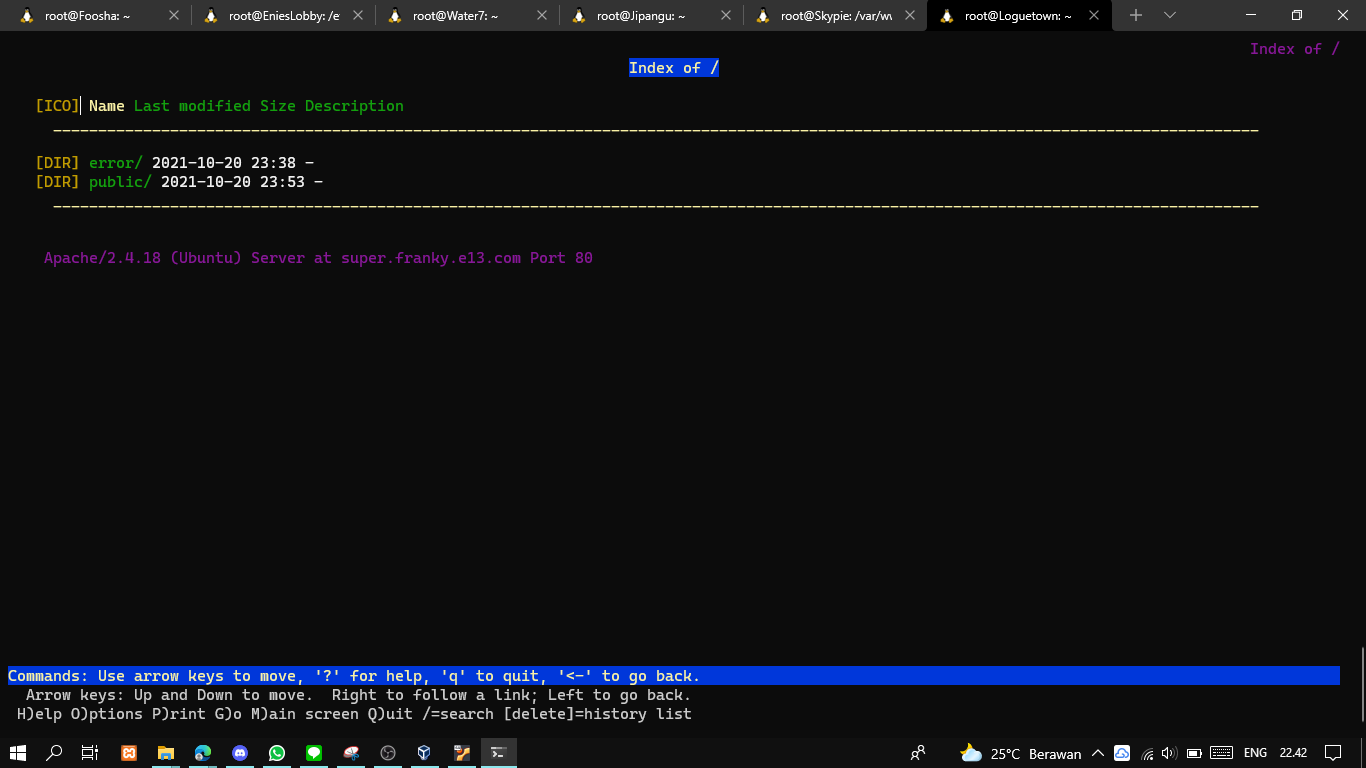 root@Foosha: ~
root@EniesLobby: /e
root@Water7: ~
root@Jipangu: ~
root@Skypie: /var/wv
root@Loguetown: ~
Index of /
Index of /
[ICO] Name Last modified Size Description
[DIR] error/ 2021-10-20 23:38 -
[DIR] public/ 2021-10-20 23:53 -
Apache/2.4.18 (Ubuntu) Server at super.franky.e13.com Port 80
Commands: Use arrow keys to move, '?' for help, 'q' to quit, '<-' to go back.
Arrow keys: Up and Down to move. Right to follow a link; Left to go back.
H)elp O)ptions P)rint G)o M)ain screen Q)uit /=search [delete]=history list
25°C Berawan ENG 22.42